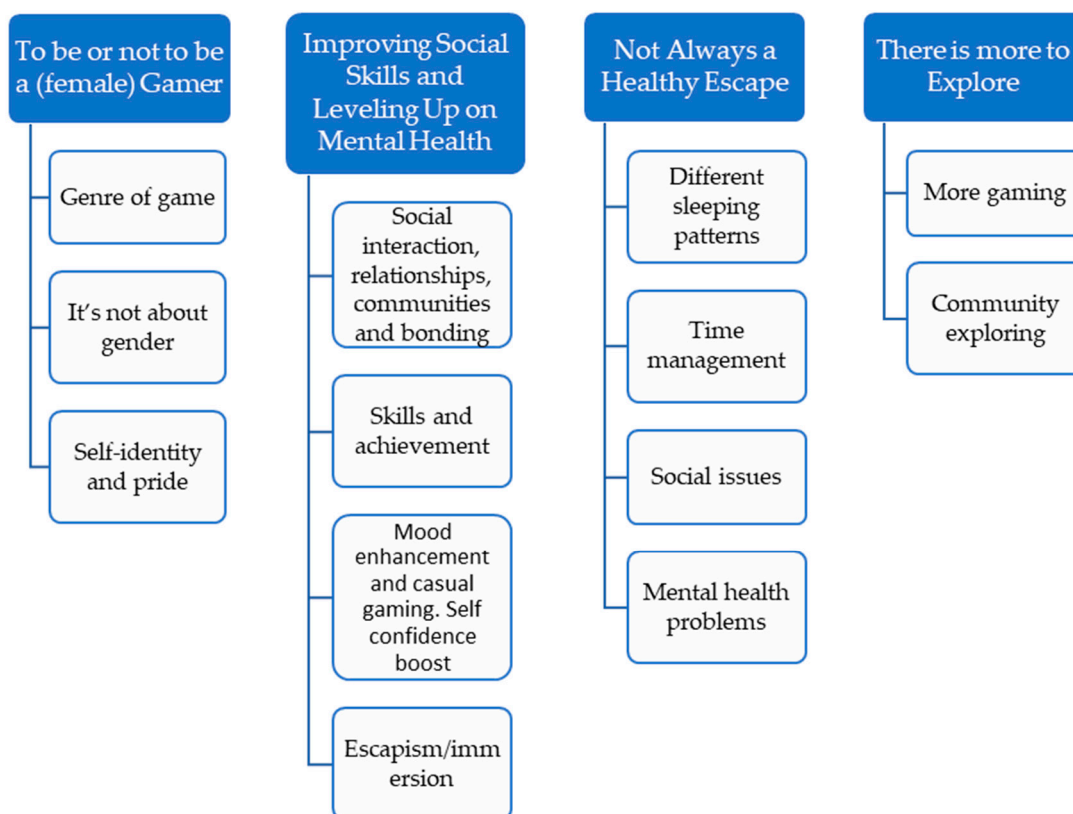 To be or not to be
a (female) Gamer
Genre of game
It's not about
gender
Self-identity
and pride
Improving Social
Skills and
Leveling Up on
Mental Health
Social
interaction,
relationships,
communities
and bonding
Skills and
achievement
Mood
enhancement
and casual
gaming. Self
confidence
boost
Escapism/imm
ersion
Not Always a
Healthy Escape
Different
sleeping
patterns
Time
management
Social issues
Mental health
problems
There is more to
Explore
More gaming
Community
exploring